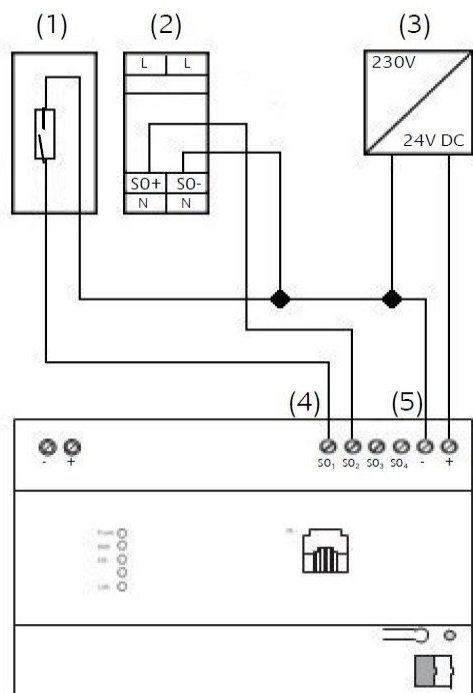 (1) (2) (3)
L L
230V
24V DC
SO+ SO-
N N
(4) (5)
- + SO₁ SO₂ SO₃ SO₄ - +